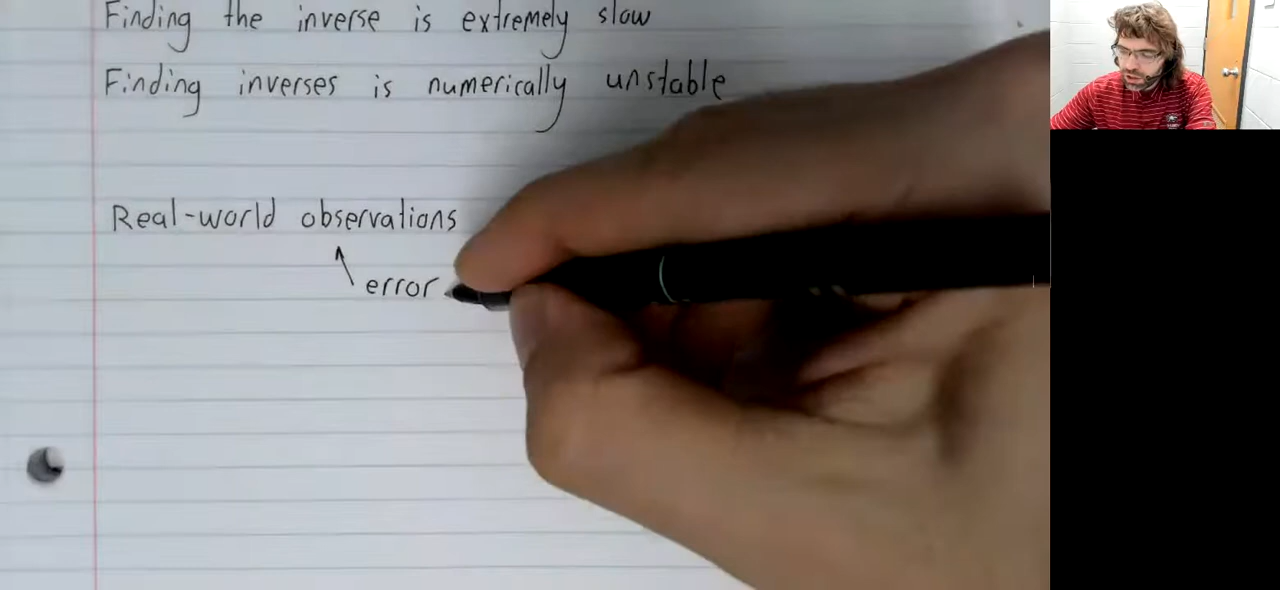 Finding the inverse is extremely slow
Finding inverses is numerically unstable
Real-world observations
error